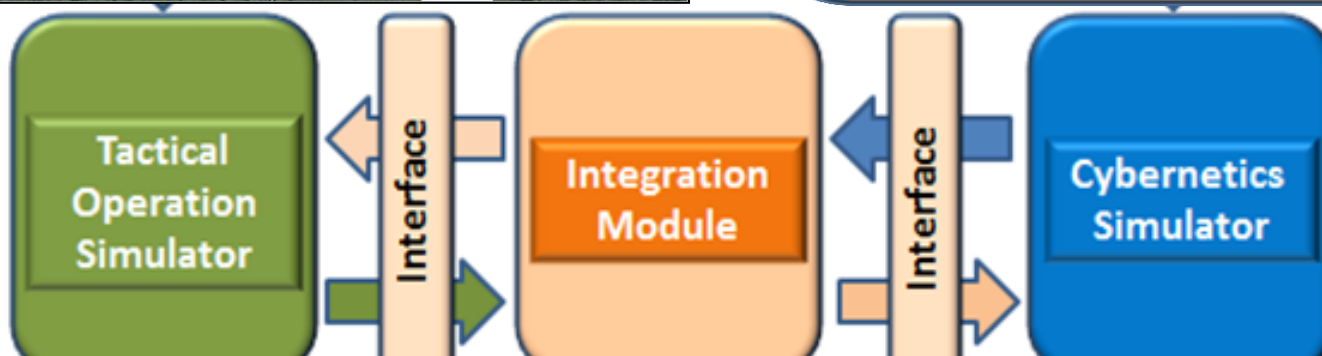 Tactical
Operation
Simulator
Interface
Integration
Module
Interface
Cybernetics
Simulator